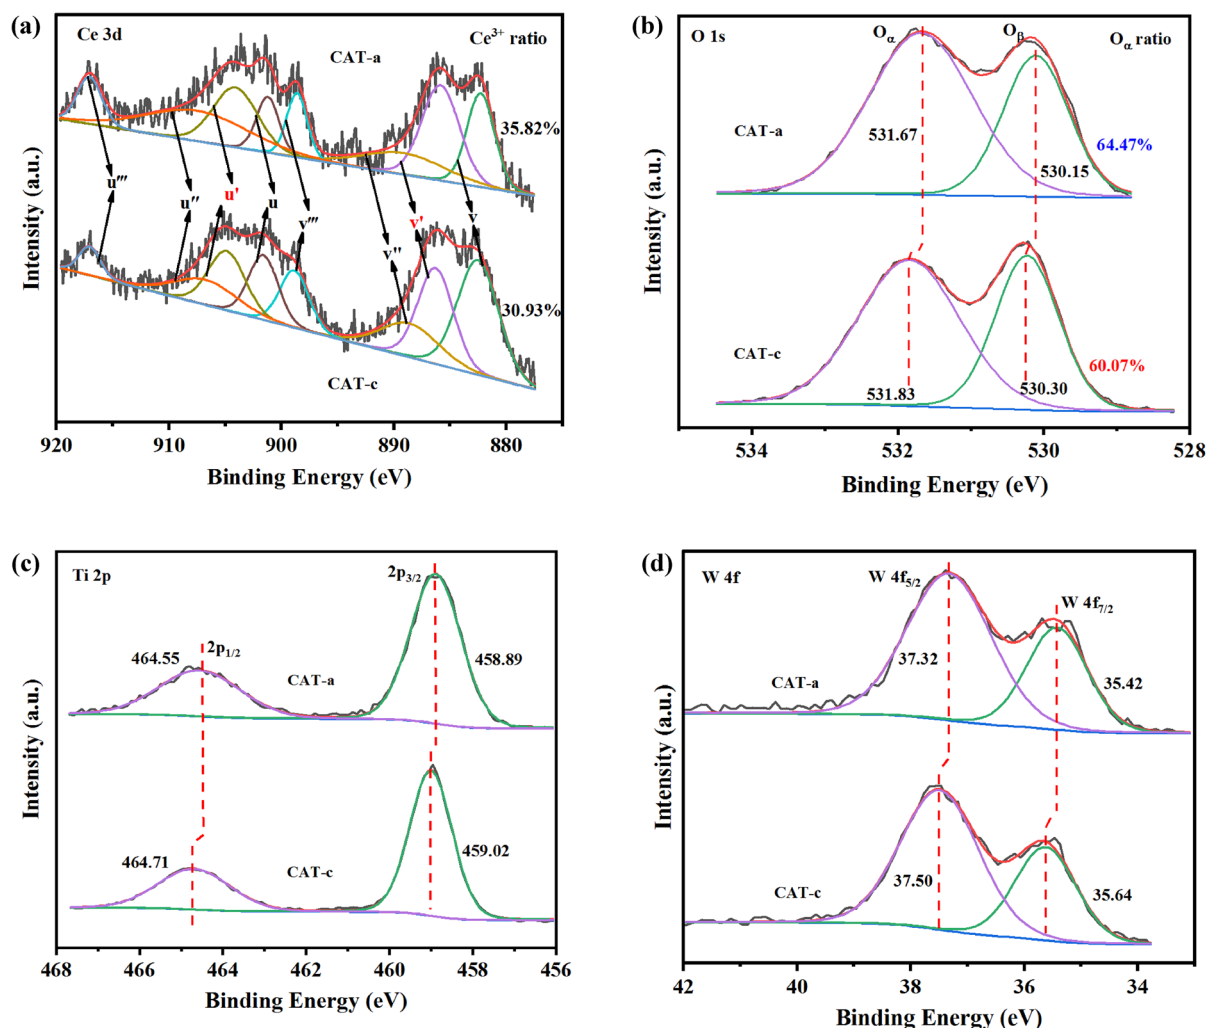 (a)
Ce 3d
Ce³⁺ ratio
CAT-a
35.82%
u'''
u''
u'
u
v'''
v''
v'
v
30.93%
CAT-c
Intensity (a.u.)
920 910 900 890 880
Binding Energy (eV)
(b)
O 1s
Oα
Oβ
Oα ratio
CAT-a
531.67
530.15
64.47%
CAT-c
531.83
530.30
60.07%
Intensity (a.u.)
534 532 530 528
Binding Energy (eV)
(c)
Ti 2p
2p3/2
464.55
2p1/2
CAT-a
458.89
464.71
CAT-c
459.02
Intensity (a.u.)
468 466 464 462 460 458 456
Binding Energy (eV)
(d)
W 4f
W 4f5/2
W 4f7/2
37.32
CAT-a
35.42
CAT-c
37.50
35.64
Intensity (a.u.)
42 40 38 36 34
Binding Energy (eV)